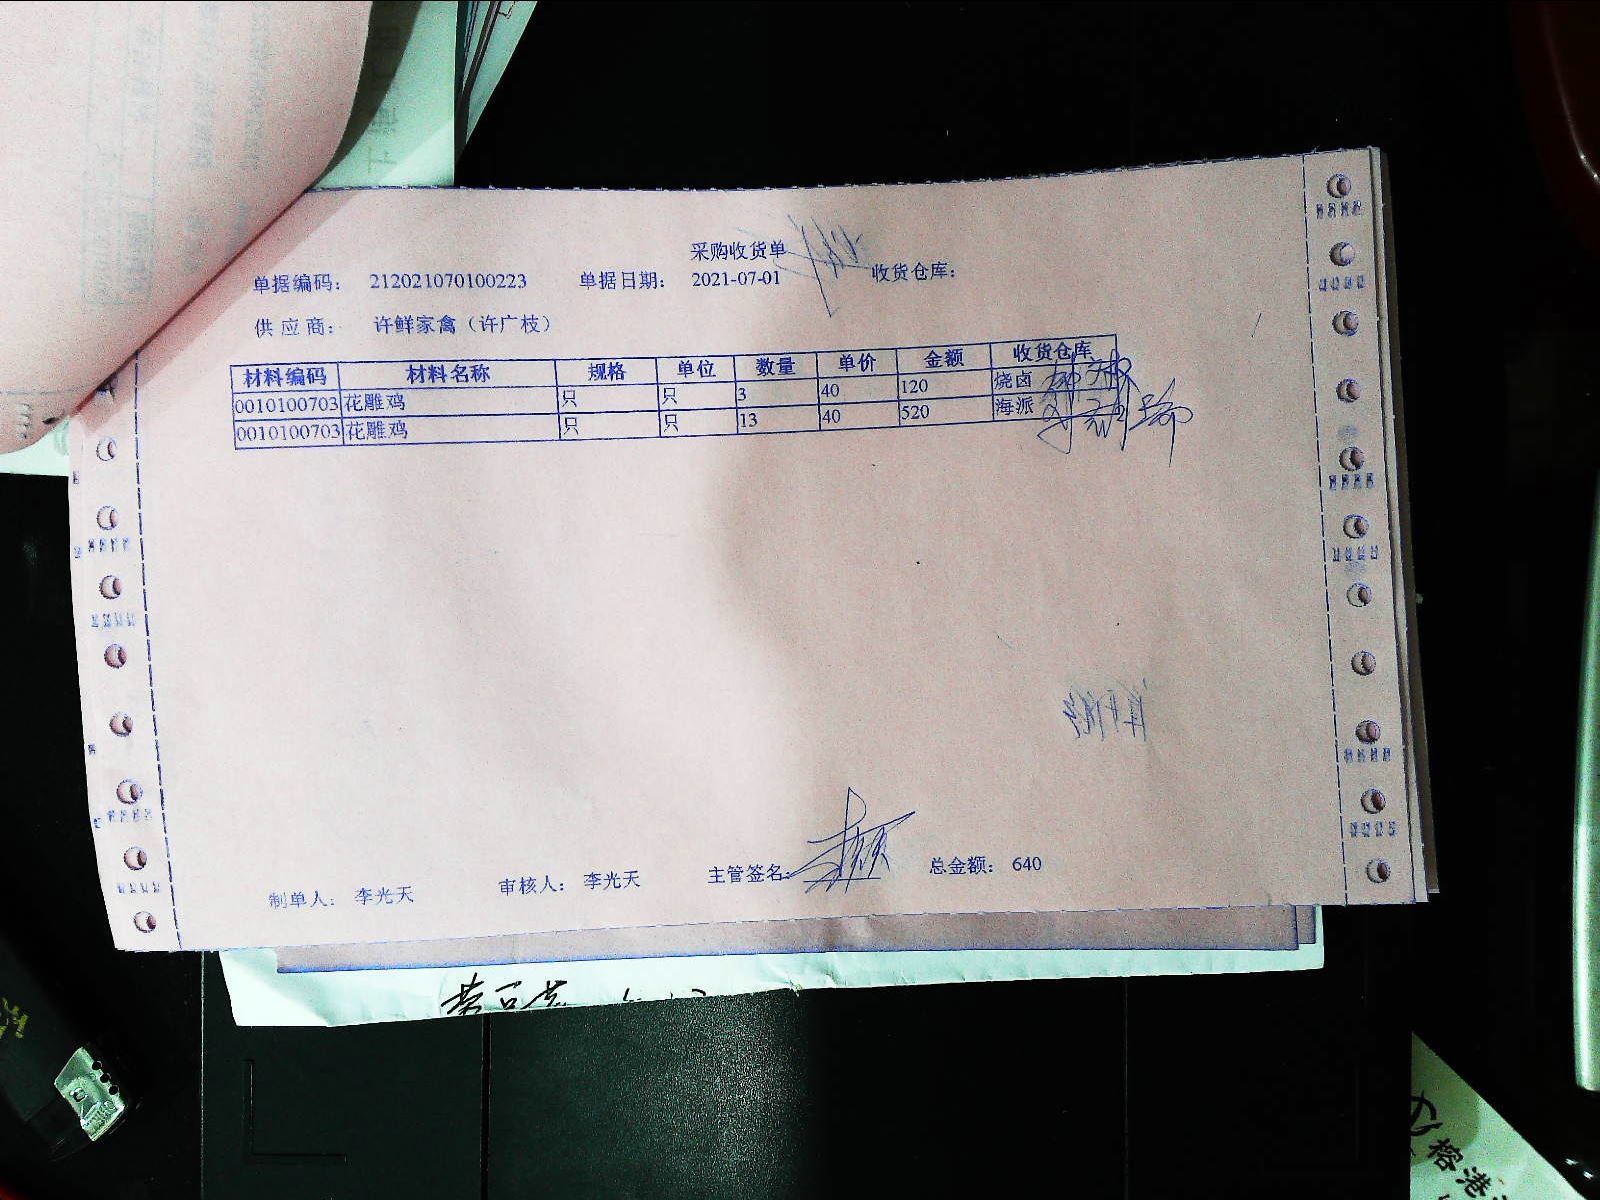 采购收货单
单据编码： 212021070100223 单据日期： 2021-07-01 收货仓库：
供应商： 许鲜家禽（许广枝）
材料编码 材料名称 规格 单位 数量 单价 金额 收货仓库
0010100703 花雕鸡 只 只 3 40 120 烧卤
0010100703 花雕鸡 只 只 13 40 520 海派
制单人： 李光天 审核人： 李光天 主管签名： 总金额： 640
榕港